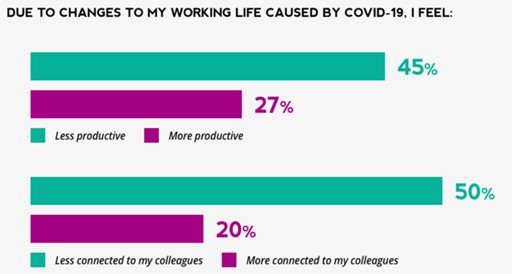 DUE TO CHANGES TO MY WORKING LIFE CAUSED BY COVID-19, I FEEL:
45%
27%
Less productive More productive
50%
20%
Less connected to my colleagues More connected to my colleagues